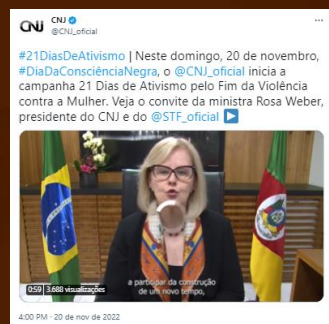 CNJ
CNJ
@CNJ_oficial
#21DiasDeAtivismo | Neste domingo, 20 de novembro,
#DiaDaConsciênciaNegra, o @CNJ_oficial inicia a
campanha 21 Dias de Ativismo pelo Fim da Violência
contra a Mulher. Veja o convite da ministra Rosa Weber,
presidente do CNJ e do @STF_oficial
a participar da construção
0:59 3.688 visualizações
de um novo tempo,
4:00 PM · 20 de nov de 2022